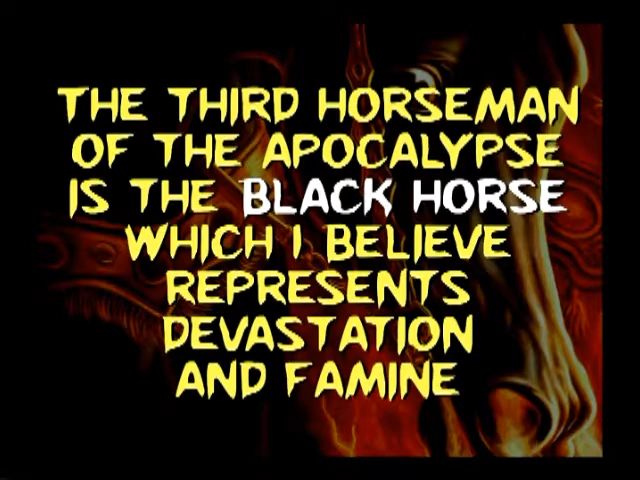 THE THIRD HORSEMAN
OF THE APOCALYPSE
IS THE BLACK HORSE
WHICH I BELIEVE
REPRESENTS
DEVASTATION
AND FAMINE